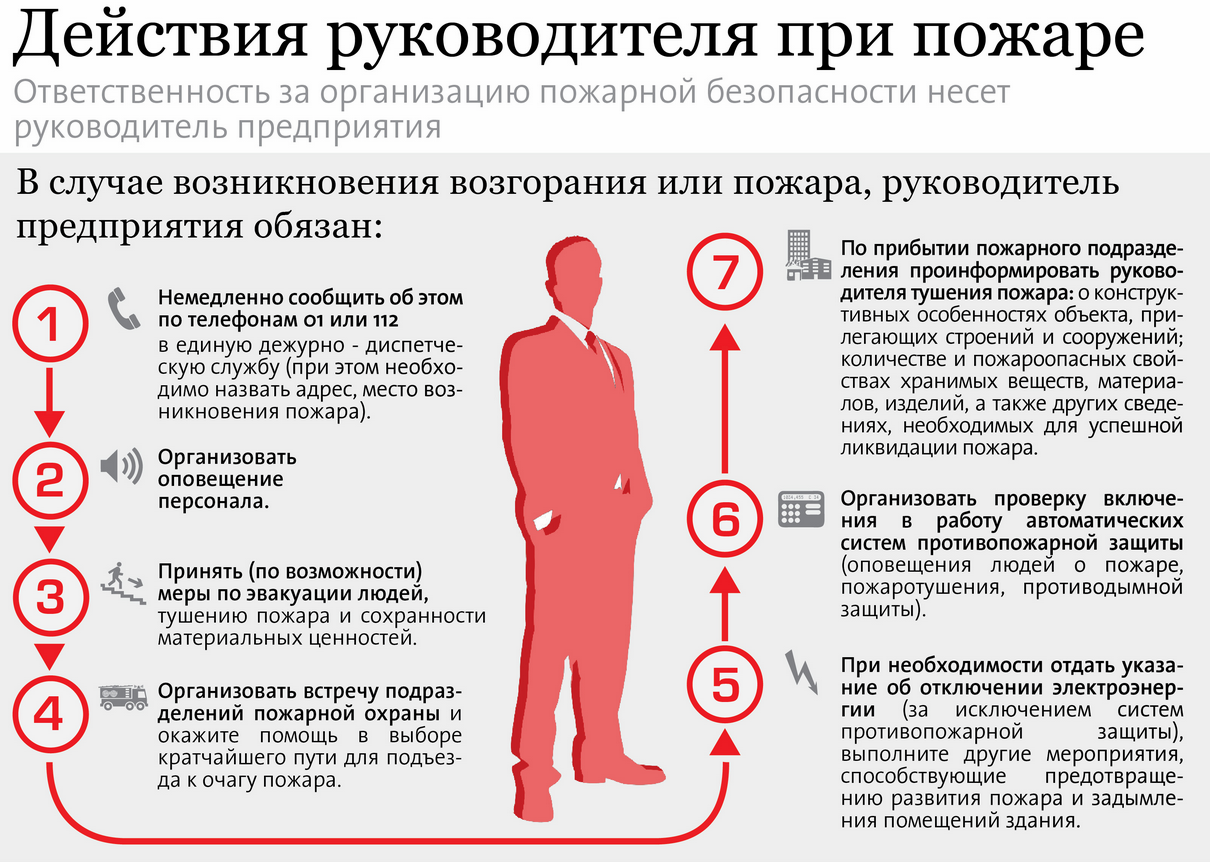 Действия руководителя при пожаре
Ответственность за организацию пожарной безопасности несет
руководитель предприятия
В случае возникновения возгорания или пожара, руководитель
предприятия обязан:
1
Немедленно сообщить об этом
по телефонам 01 или 112
в единую дежурно - диспетче-
скую службу (при этом необхо-
димо назвать адрес, место воз-
никновения пожара).
2
Организовать
оповещение
персонала.
3
Принять (по возможности)
меры по эвакуации людей,
тушению пожара и сохранности
материальных ценностей.
4
Организовать встречу подраз-
делений пожарной охраны и
окажите помощь в выборе
кратчайшего пути для подъез-
да к очагу пожара.
5
При необходимости отдать указа-
ние об отключении электроэнер-
гии (за исключением систем
противопожарной защиты),
выполните другие мероприятия,
способствующие предотвраще-
нию развития пожара и задымле-
ния помещений здания.
6
Организовать проверку включе-
ния в работу автоматических
систем противопожарной защиты
(оповещения людей о пожаре,
пожаротушения, противодымной
защиты).
7
По прибытии пожарного подразде-
ления проинформировать руково-
дителя тушения пожара: о конструк-
тивных особенностях объекта, при-
легающих строений и сооружений;
количестве и пожароопасных свой-
ствах хранимых веществ, материа-
лов, изделий, а также других сведе-
ниях, необходимых для успешной
ликвидации пожара.